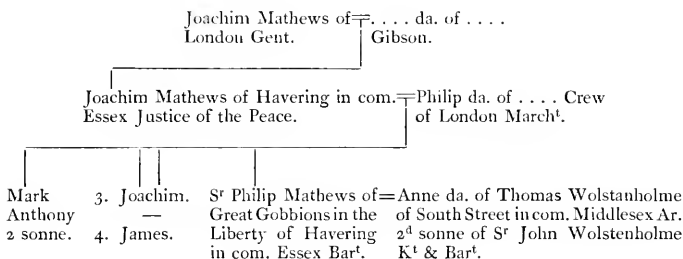 Joachim Mathews of=. . . . da. of . . . .
London Gent. Gibson.
Joachim Mathews of Havering in com.=Philip da. of . . . . Crew
Essex Justice of the Peace. of London Marchᵗ.
Mark
Anthony
2 sonne.
3. Joachim.
—
4. James.
Sʳ Philip Mathews of=Anne da. of Thomas Wolstanholme
Great Gobbions in the of South Street in com. Middlesex Ar.
Liberty of Havering 2ᵈ sonne of Sʳ John Wolstenholme
in com. Essex Barᵗ. Kᵗ & Barᵗ.